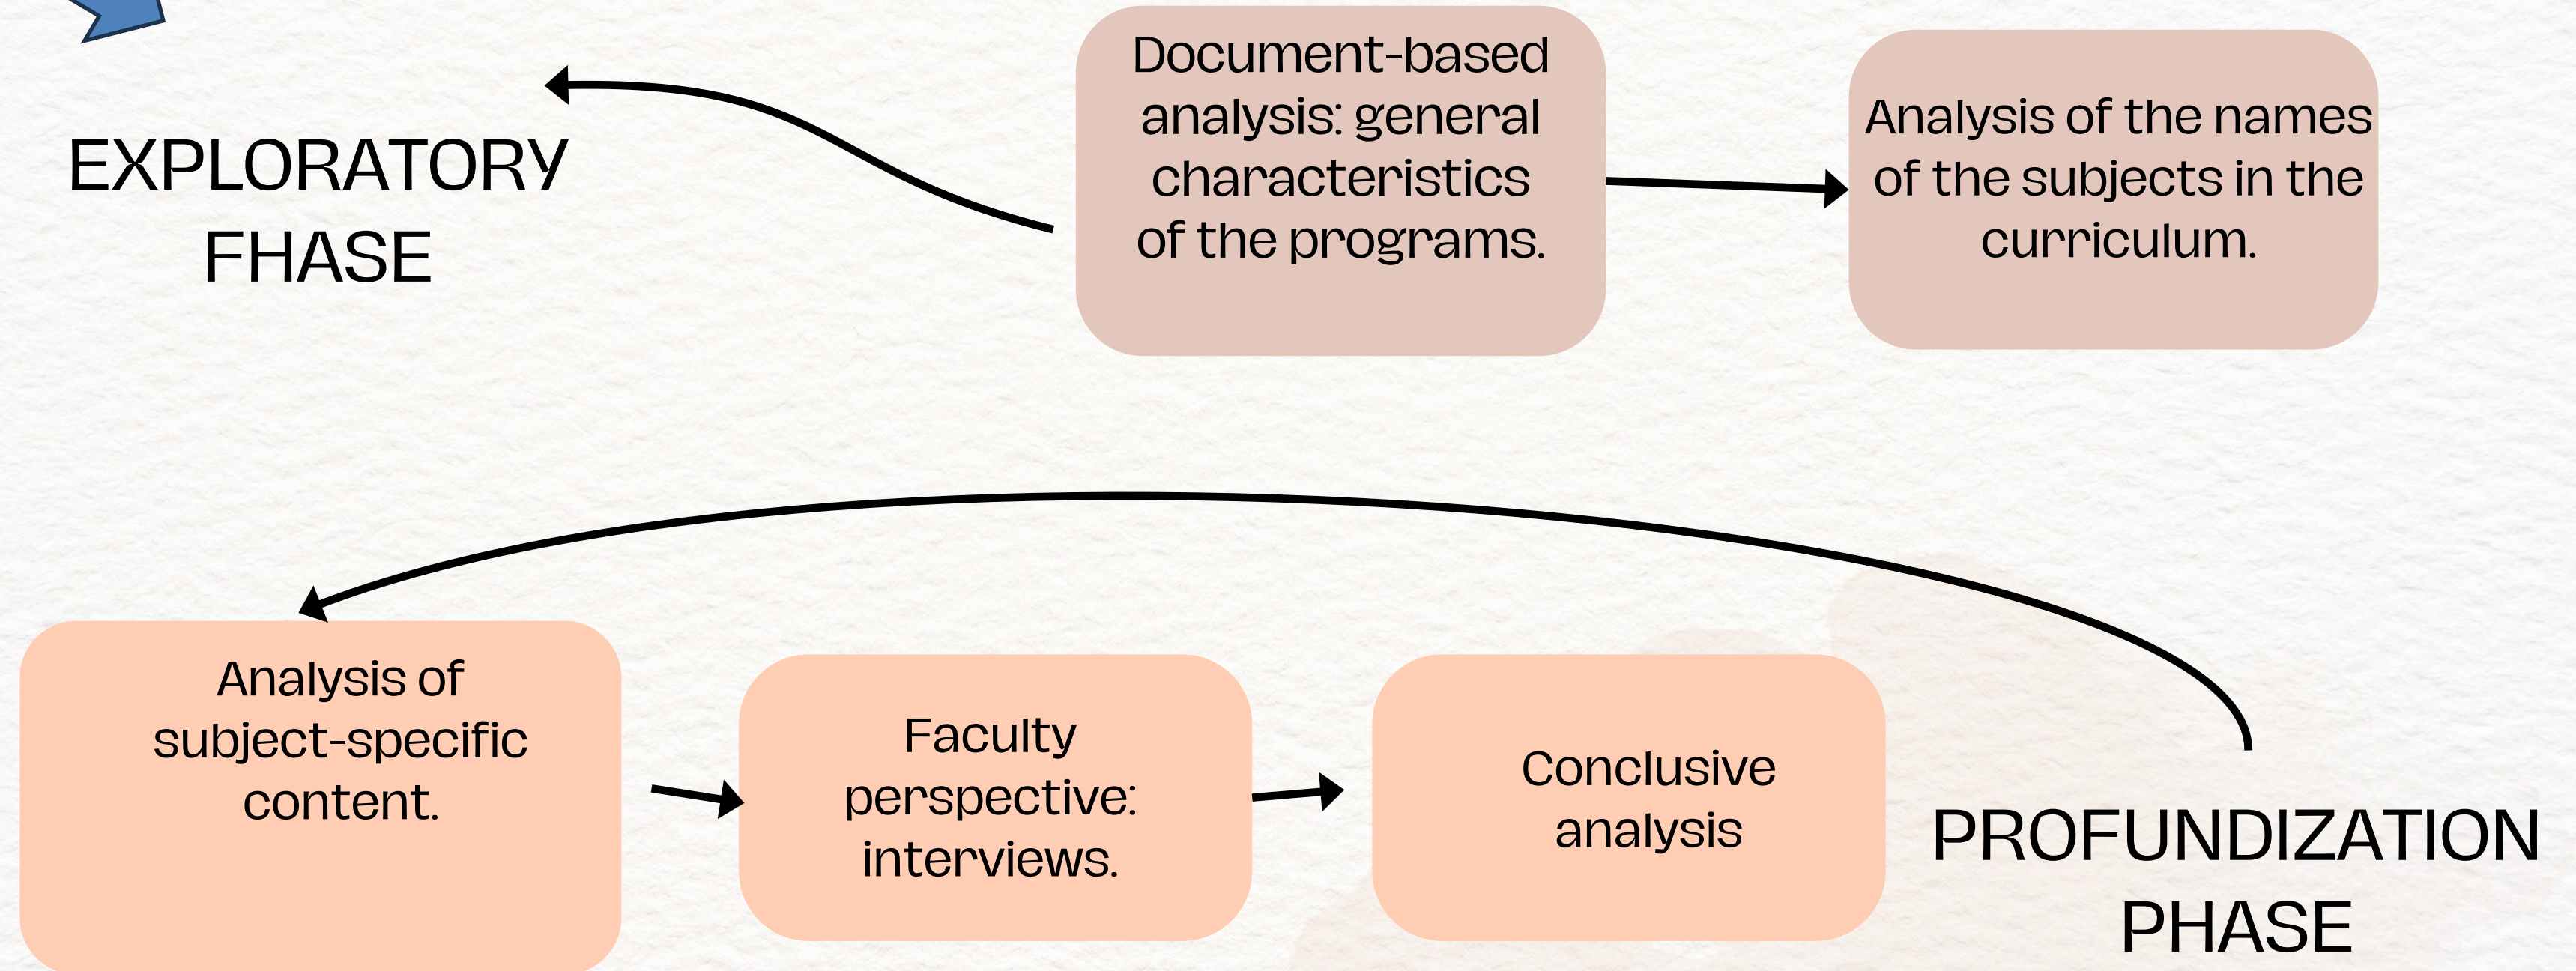 EXPLORATORY
FHASE
Document-based
analysis: general
characteristics
of the programs.
Analysis of the names
of the subjects in the
curriculum.
Analysis of
subject-specific
content.
Faculty
perspective:
interviews.
Conclusive
analysis
PROFUNDIZATION
PHASE